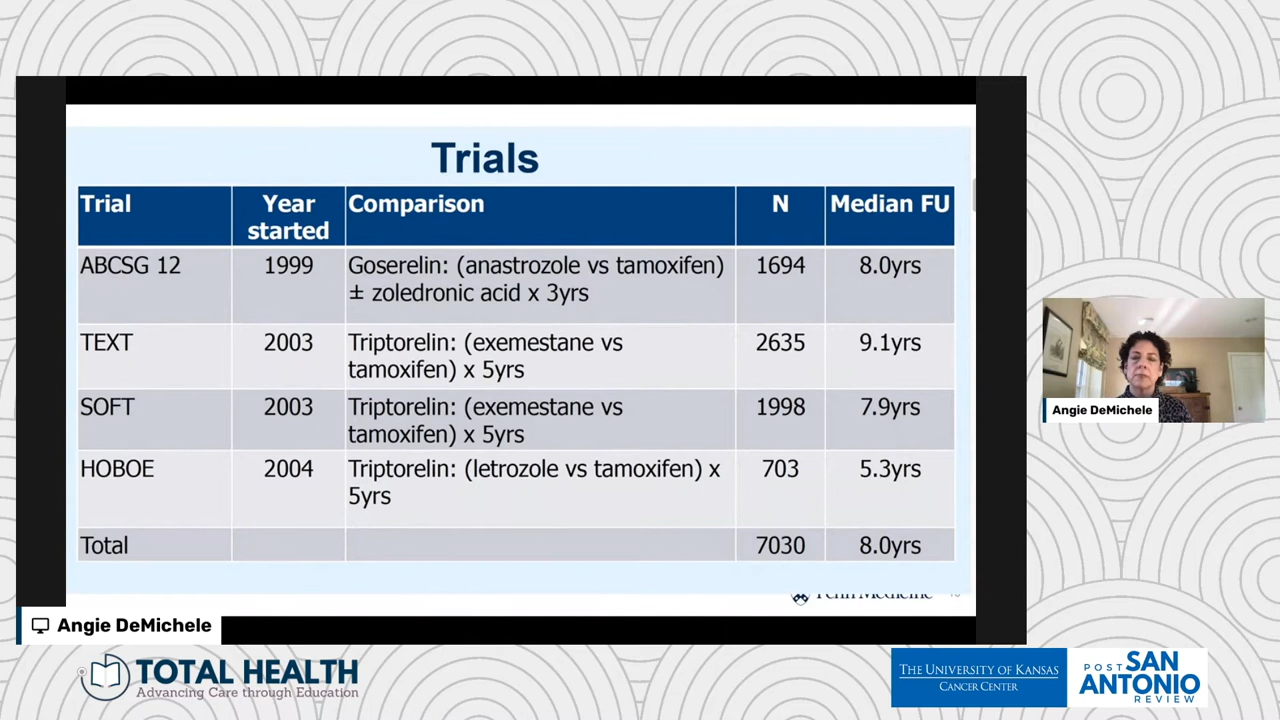 Trials
Trial
Year
started
Comparison
N
Median FU
ABCSG 12
1999
Goserelin: (anastrozole vs tamoxifen)
± zoledronic acid x 3yrs
1694
8.0yrs
TEXT
2003
Triptorelin: (exemestane vs
tamoxifen) x 5yrs
2635
9.1yrs
SOFT
2003
Triptorelin: (exemestane vs
tamoxifen) x 5yrs
1998
7.9yrs
HOBOE
2004
Triptorelin: (letrozole vs tamoxifen) x
5yrs
703
5.3yrs
Total
7030
8.0yrs
Penn Medicine
Angie DeMichele
Angie DeMichele
TOTAL HEALTH
Advancing Care through Education
THE UNIVERSITY OF KANSAS
CANCER CENTER
POST
SAN
ANTONIO
REVIEW